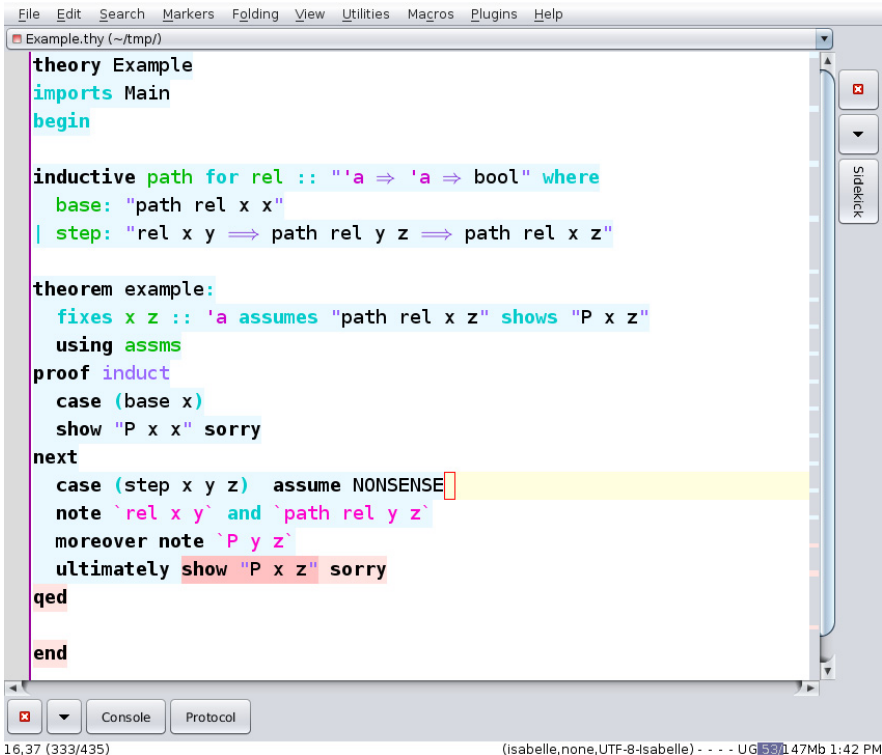 File Edit Search Markers Folding View Utilities Macros Plugins Help
Example.thy (~/tmp/)
theory Example
imports Main
begin
inductive path for rel :: "'a ⇒ 'a ⇒ bool" where
base: "path rel x x"
| step: "rel x y ⟹ path rel y z ⟹ path rel x z"
theorem example:
fixes x z :: 'a assumes "path rel x z" shows "P x z"
using assms
proof induct
case (base x)
show "P x x" sorry
next
case (step x y z) assume NONSENSE
note `rel x y` and `path rel y z`
moreover note `P y z`
ultimately show "P x z" sorry
qed
end
Sidekick
Console Protocol
16,37 (333/435) (isabelle,none,UTF-8-Isabelle) - - - - UG 53/147Mb 1:42 PM